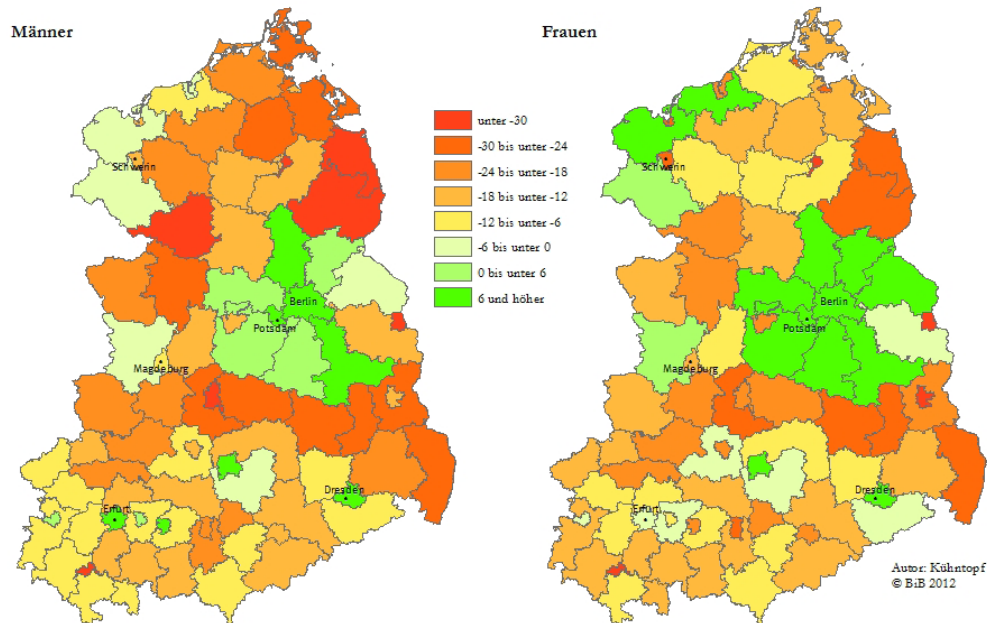 Männer
Frauen
unter -30
-30 bis unter -24
-24 bis unter -18
-18 bis unter -12
-12 bis unter -6
-6 bis unter 0
0 bis unter 6
6 und höher
Schwerin
Berlin
Potsdam
Magdeburg
Dresden
Erfurt
Schwerin
Berlin
Potsdam
Magdeburg
Dresden
Erfurt
Autor: Kühntopf
© BiB 2012